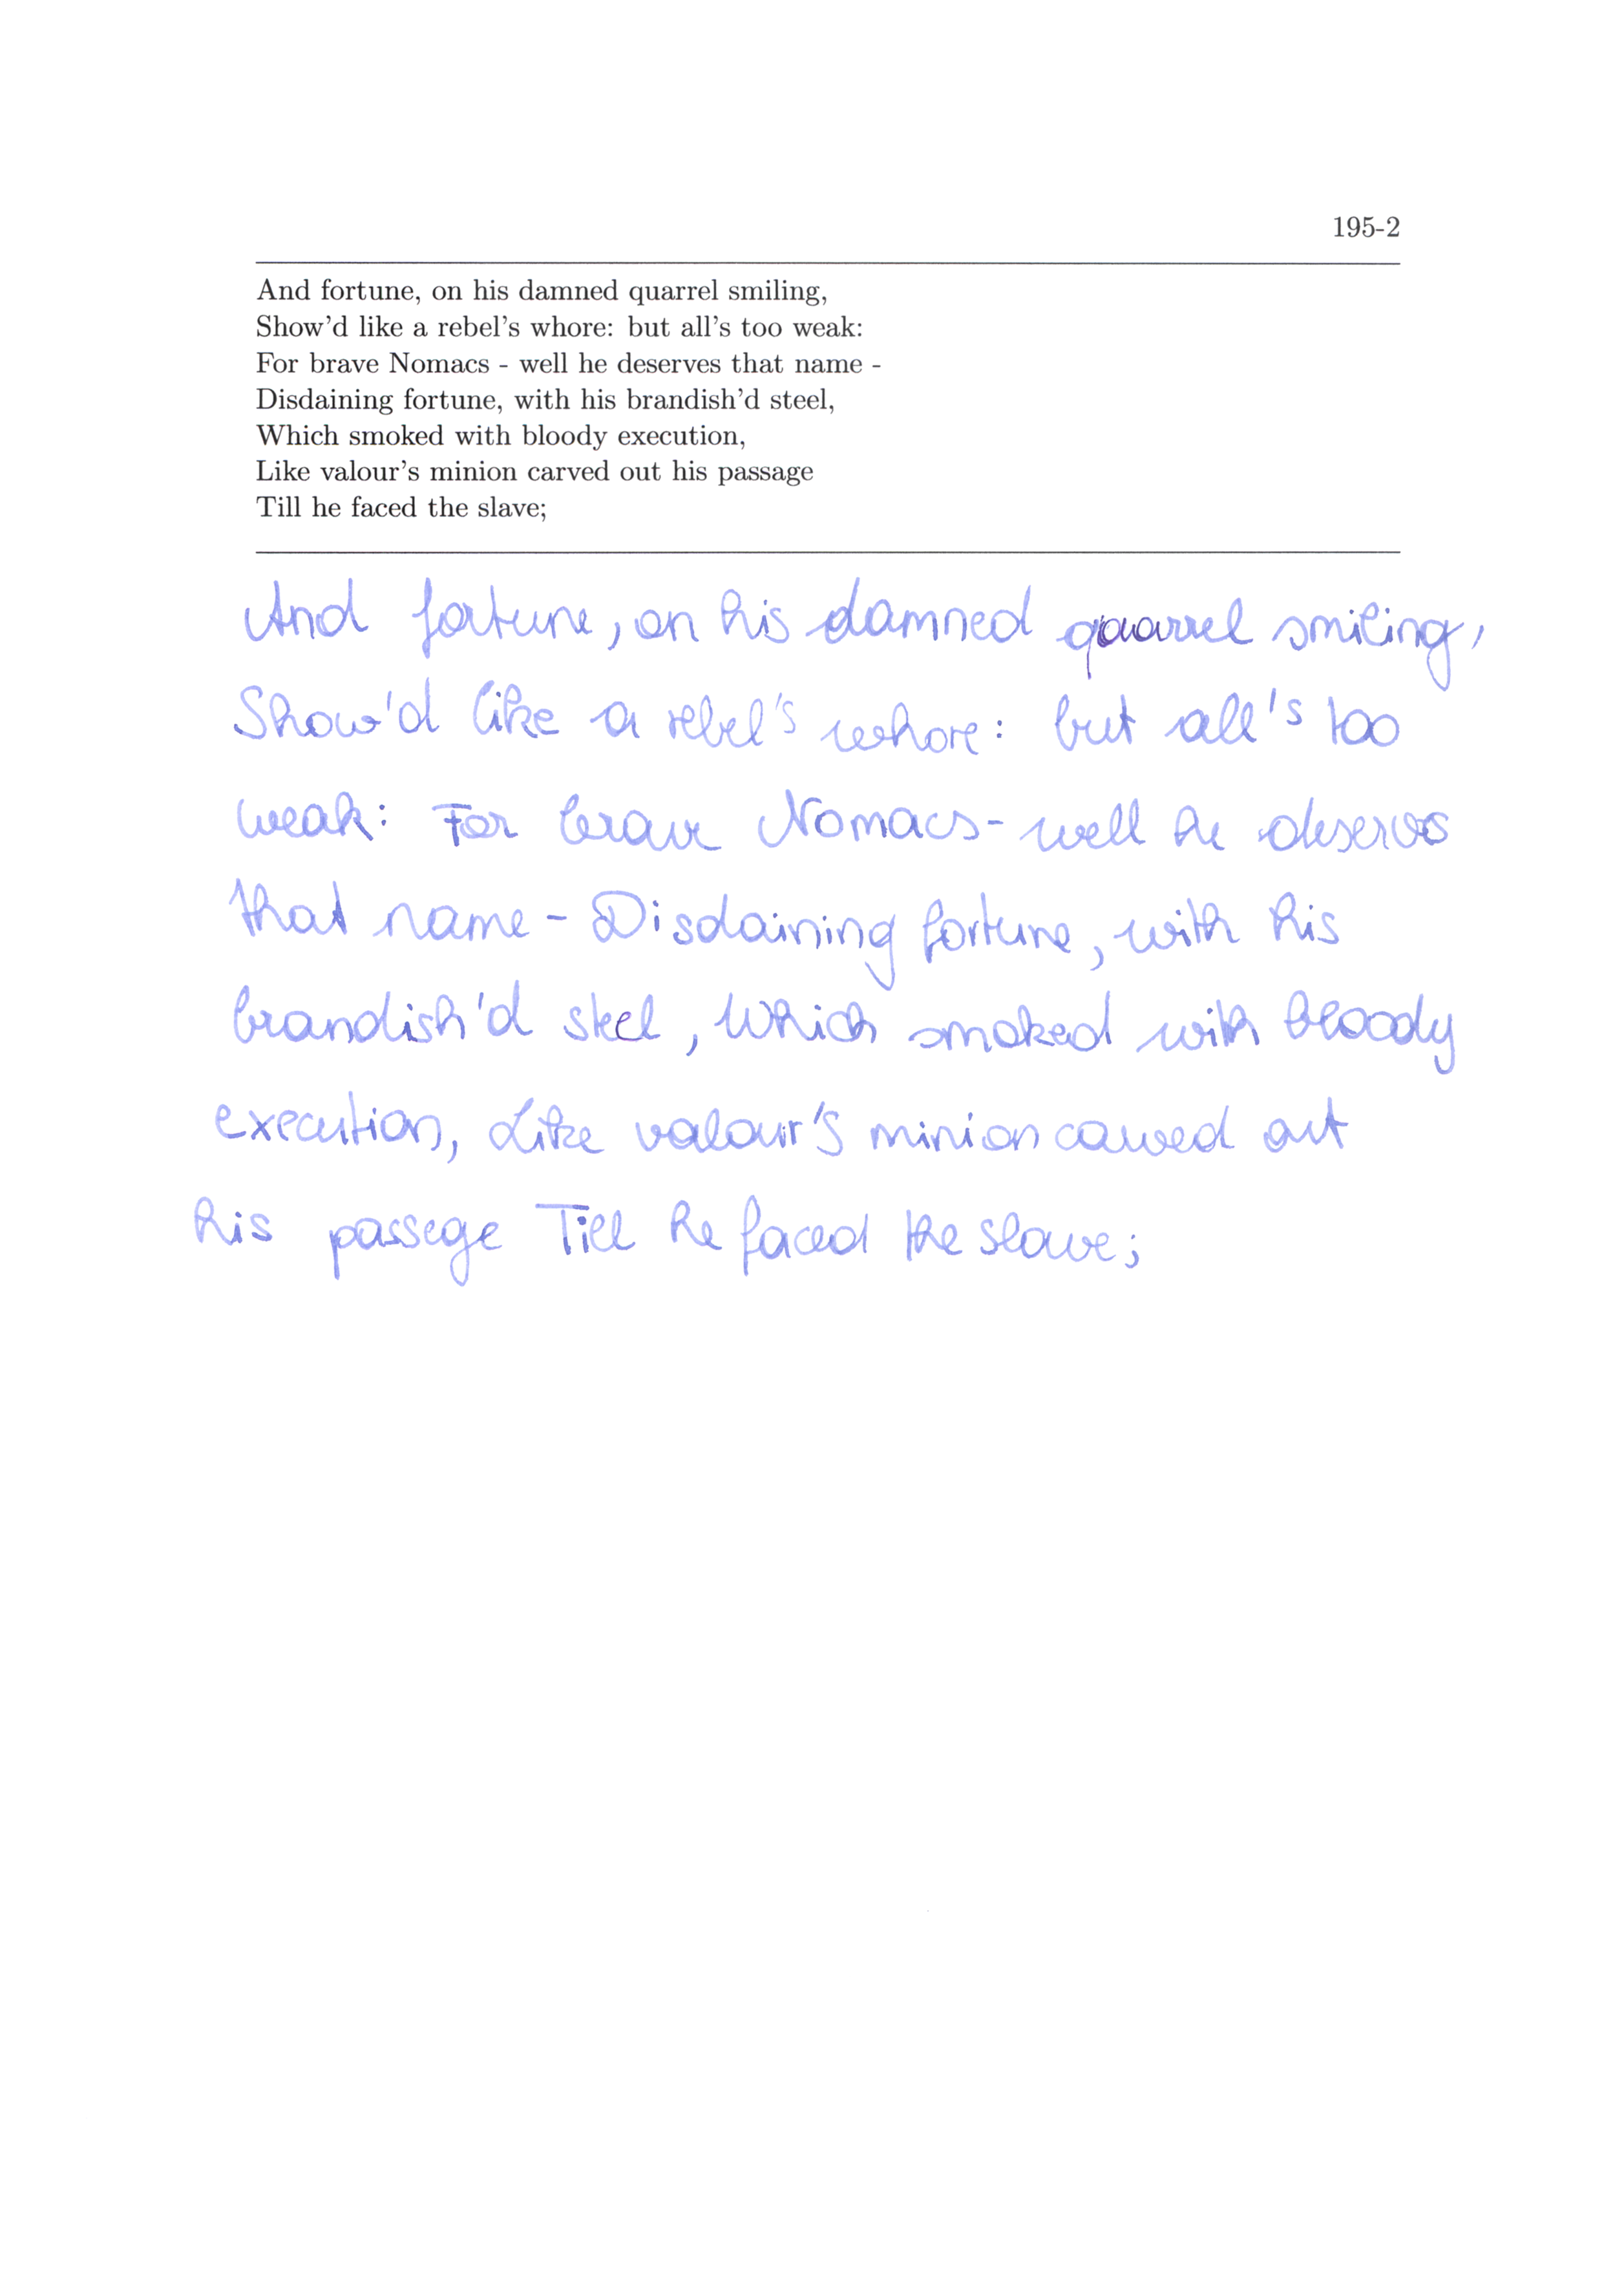 195-2
And fortune, on his damned quarrel smiling,
Show'd like a rebel's whore: but all's too weak:
For brave Nomacs - well he deserves that name -
Disdaining fortune, with his brandish'd steel,
Which smoked with bloody execution,
Like valour's minion carved out his passage
Till he faced the slave;
And fortune, on his damned quarrel smiling,
Show'd like a rebel's whore: but all's too
weak: For brave Nomacs - well he deserves
that name - Disdaining fortune, with his
brandish'd steel, Which smoked with bloody
execution, Like valour's minion carved out
his passege Till he faced the slave;